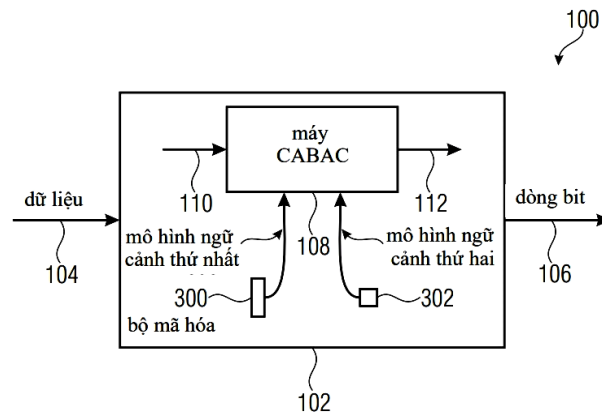 100
máy
CABAC
dữ liệu
110
112
dòng bit
104
mô hình ngữ
cảnh thứ nhất
108
mô hình ngữ
cảnh thứ hai
106
300
302
bộ mã hóa
102